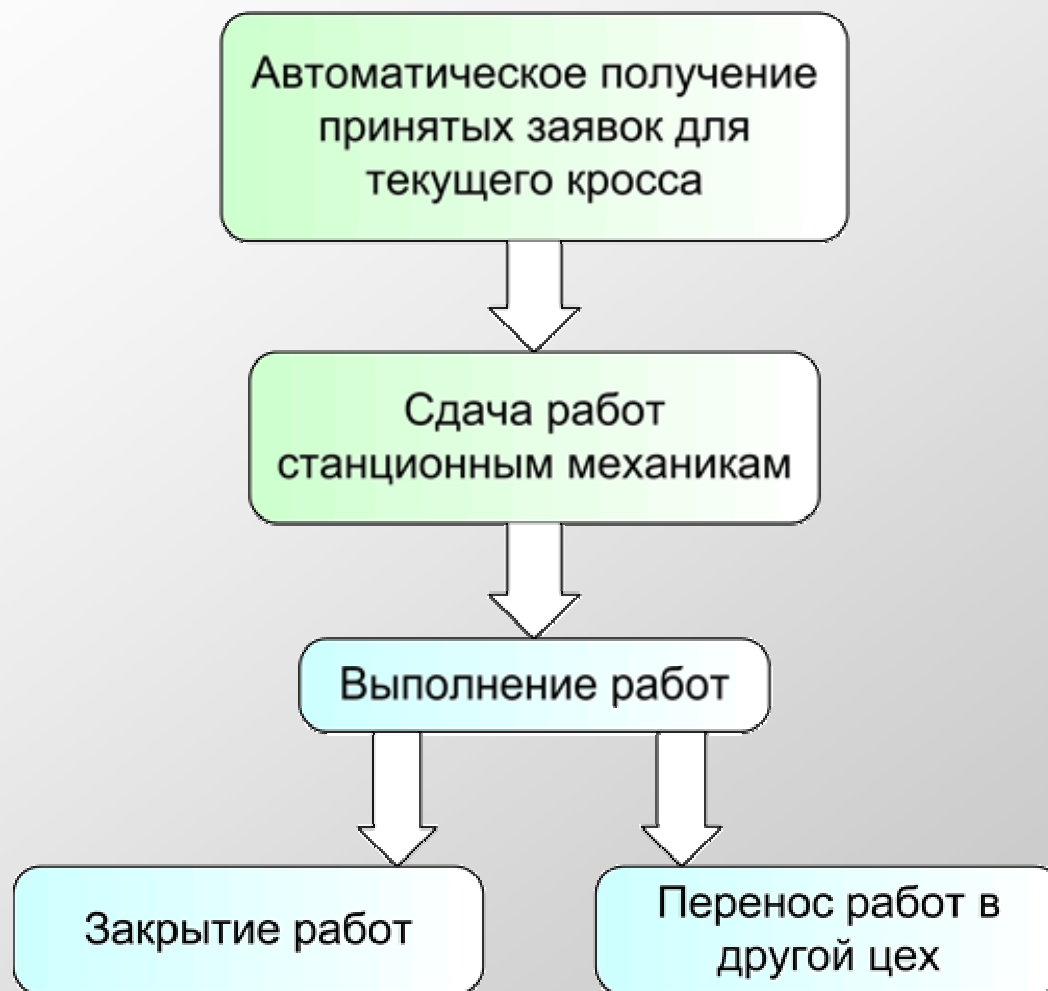 Автоматическое получение
принятых заявок для
текущего кросса
Сдача работ
станционным механикам
Выполнение работ
Закрытие работ
Перенос работ в
другой цех